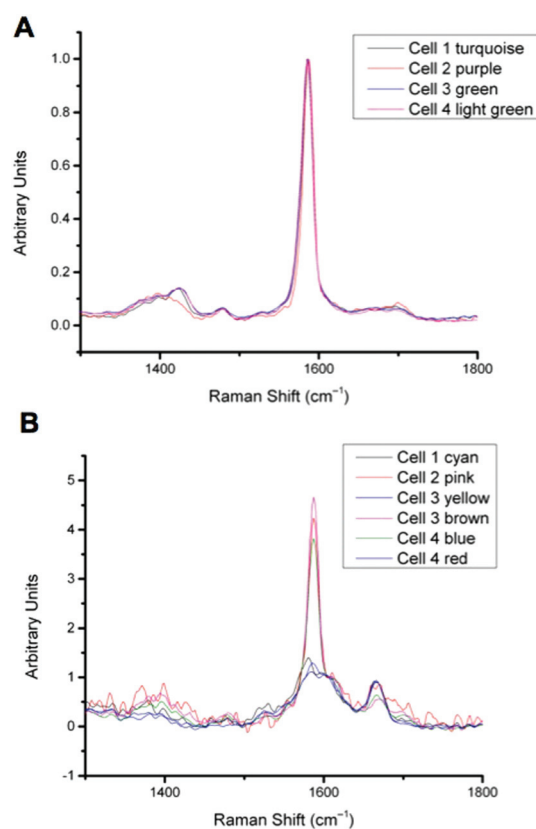 A
Cell 1 turquoise
Cell 2 purple
Cell 3 green
Cell 4 light green
1.0
0.8
0.6
0.4
0.2
0.0
Arbitrary Units
1400 1600 1800
Raman Shift (cm⁻¹)
B
Cell 1 cyan
Cell 2 pink
Cell 3 yellow
Cell 3 brown
Cell 4 blue
Cell 4 red
5
4
3
2
1
0
-1
Arbitrary Units
1400 1600 1800
Raman Shift (cm⁻¹)